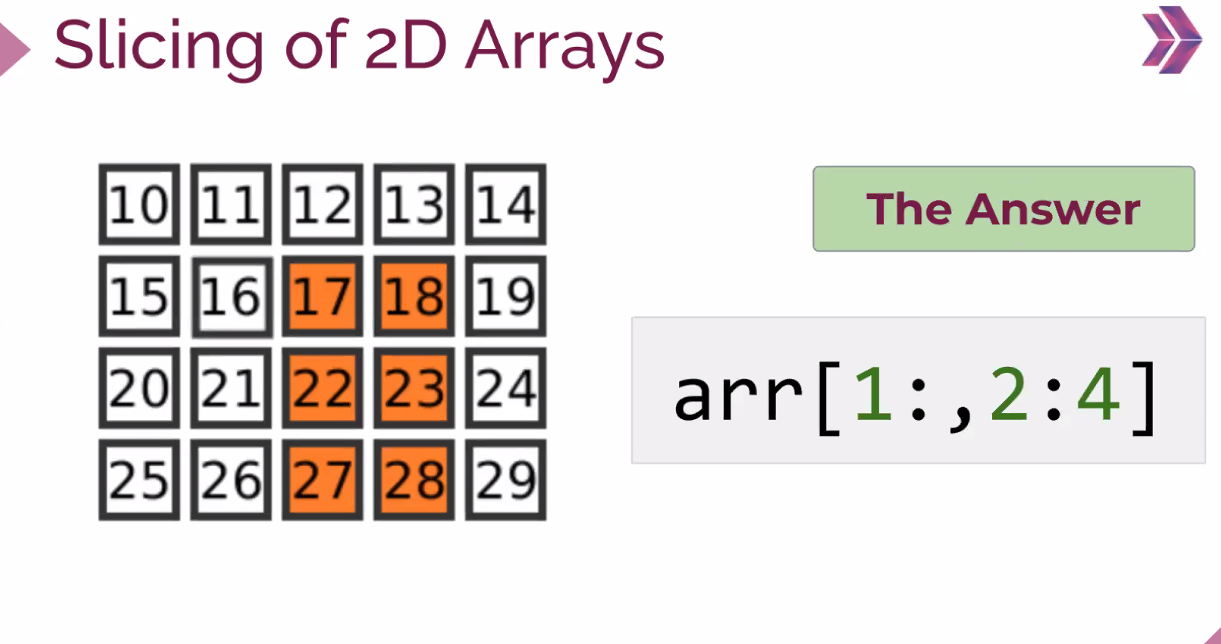 Slicing of 2D Arrays
10 11 12 13 14
15 16 17 18 19
20 21 22 23 24
25 26 27 28 29
The Answer
arr[1:,2:4]